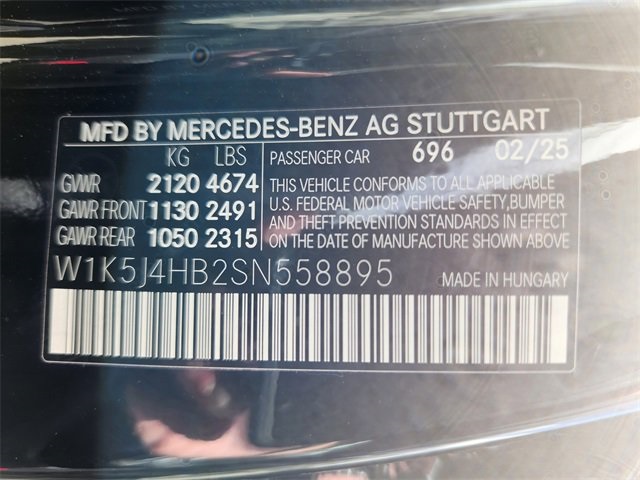 MFD BY MERCEDES-BENZ AG STUTTGART
KG LBS PASSENGER CAR 696 02/25
GVWR 2120 4674
GAWR FRONT 1130 2491
GAWR REAR 1050 2315
THIS VEHICLE CONFORMS TO ALL APPLICABLE
U.S. FEDERAL MOTOR VEHICLE SAFETY, BUMPER
AND THEFT PREVENTION STANDARDS IN EFFECT
ON THE DATE OF MANUFACTURE SHOWN ABOVE.
W1K5J4HB2SN558895 MADE IN HUNGARY